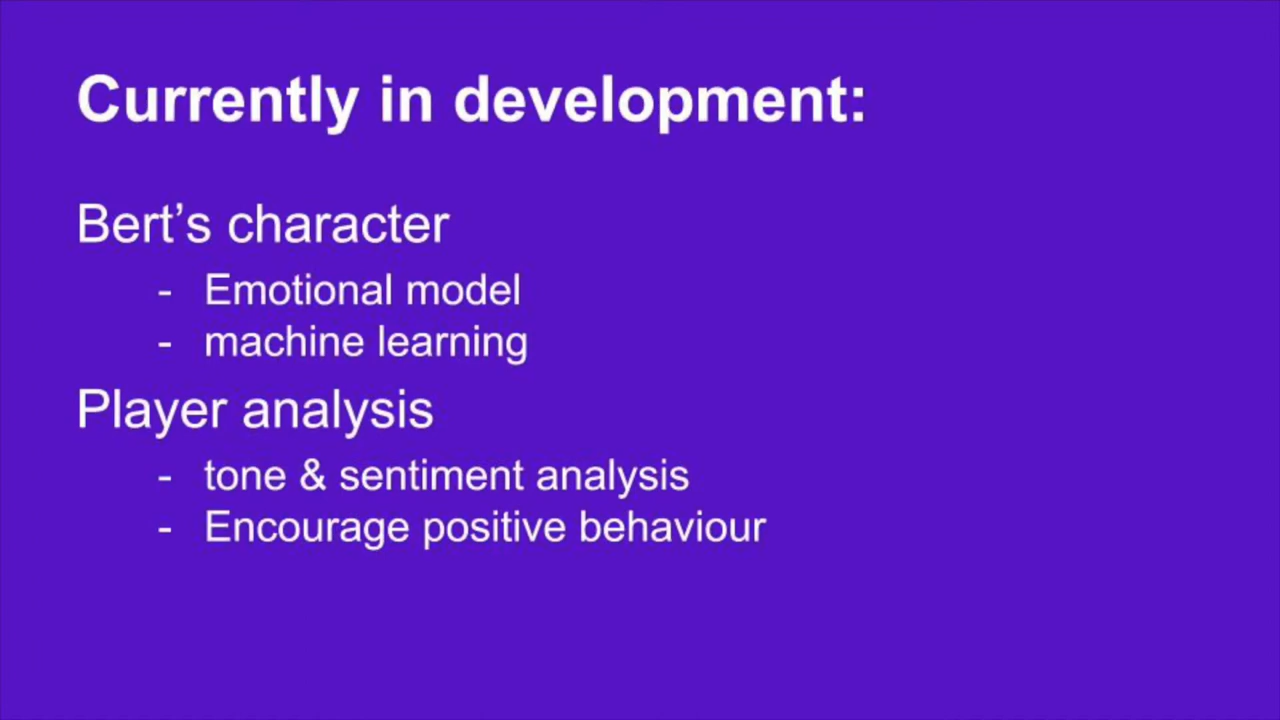 Currently in development:
Bert’s character
- Emotional model
- machine learning
Player analysis
- tone & sentiment analysis
- Encourage positive behaviour